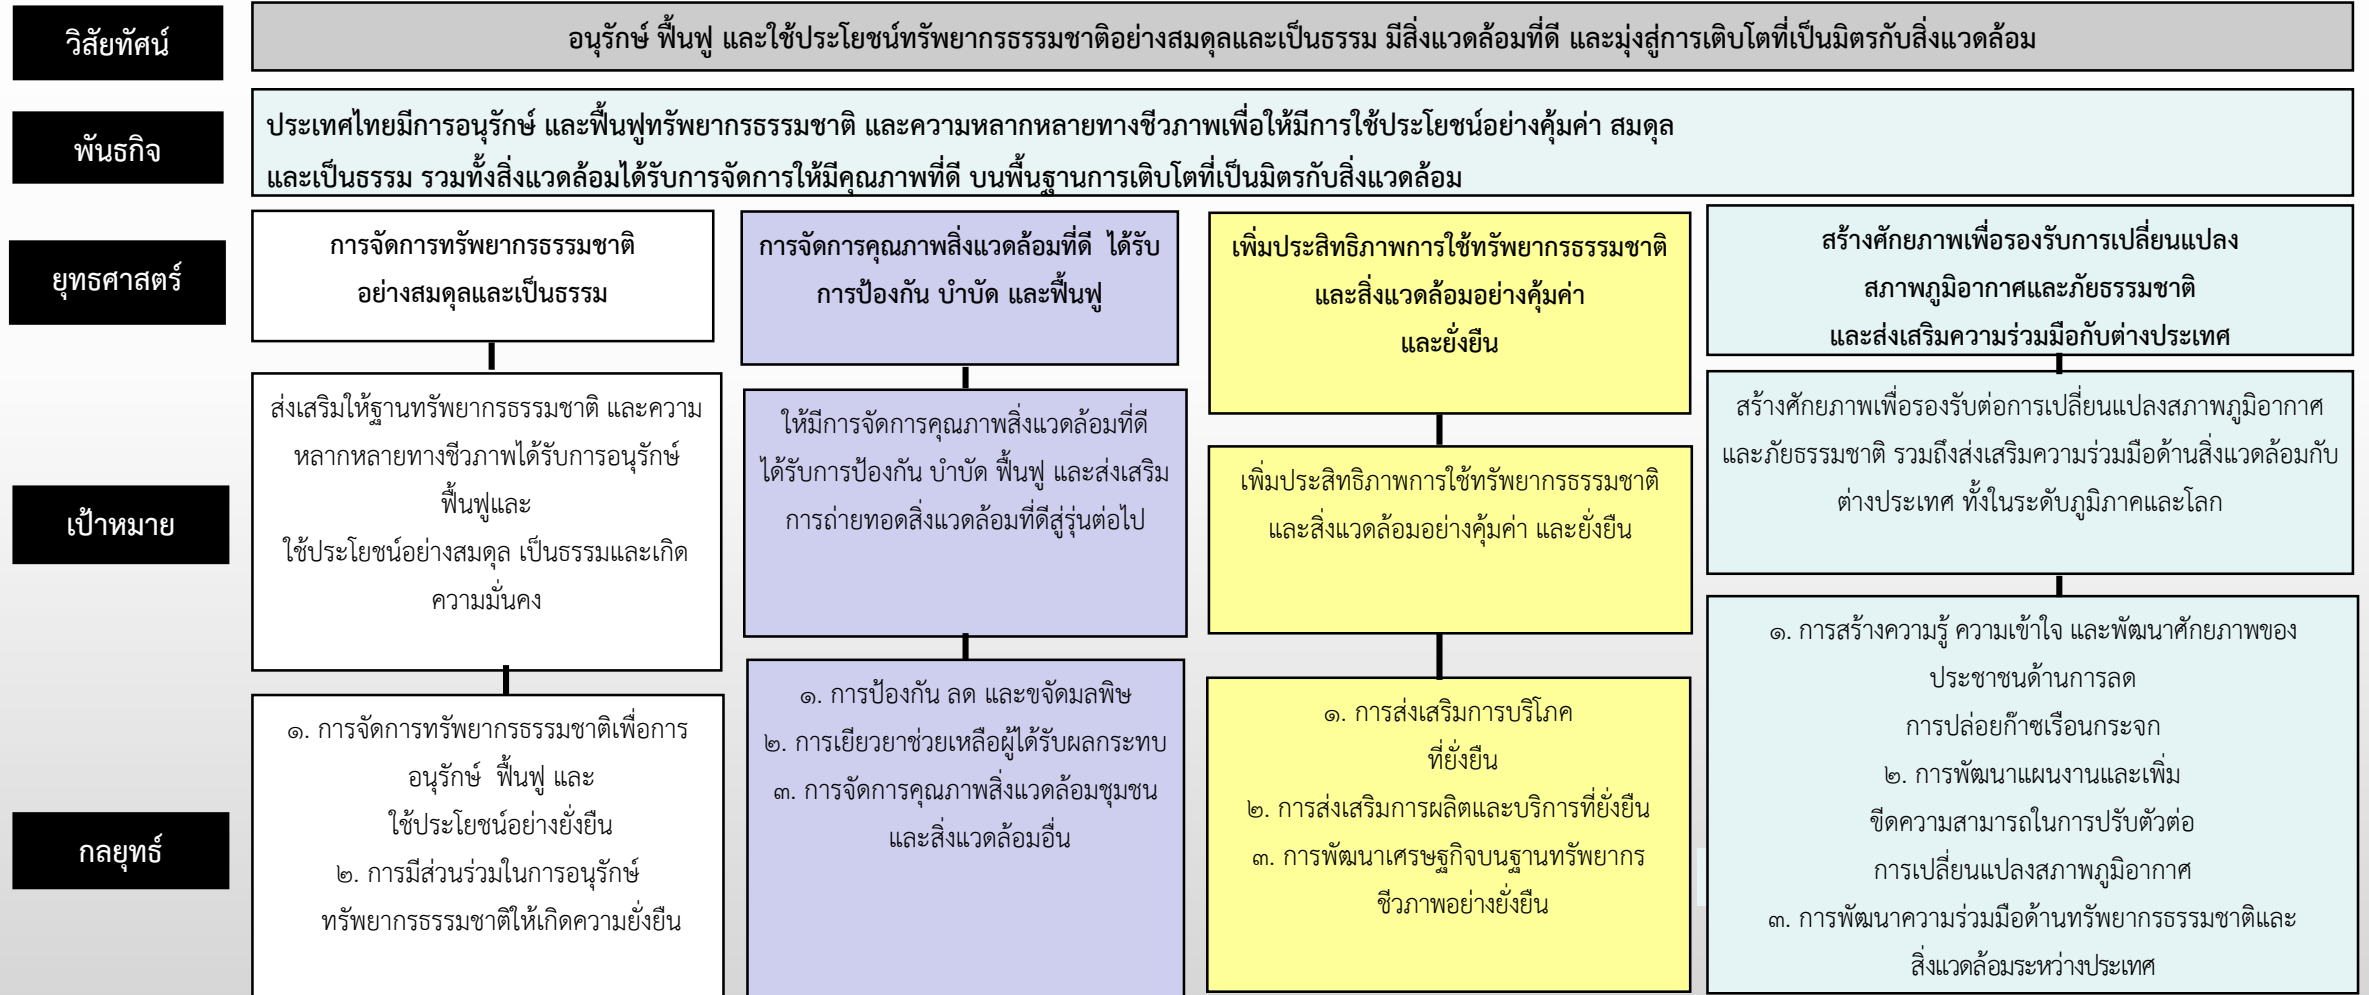 วิสัยทัศน์
อนุรักษ์ ฟื้นฟู และใช้ประโยชน์ทรัพยากรธรรมชาติอย่างสมดุลและเป็นธรรม มีสิ่งแวดล้อมที่ดี และมุ่งสู่การเติบโตที่เป็นมิตรกับสิ่งแวดล้อม
พันธกิจ
ประเทศไทยมีการอนุรักษ์ และฟื้นฟูทรัพยากรธรรมชาติ และความหลากหลายทางชีวภาพเพื่อให้มีการใช้ประโยชน์อย่างคุ้มค่า สมดุล
และเป็นธรรม รวมทั้งสิ่งแวดล้อมได้รับการจัดการให้มีคุณภาพที่ดี บนพื้นฐานการเติบโตที่เป็นมิตรกับสิ่งแวดล้อม
ยุทธศาสตร์
การจัดการทรัพยากรธรรมชาติ
อย่างสมดุลและเป็นธรรม
การจัดการคุณภาพสิ่งแวดล้อมที่ดี ได้รับ
การป้องกัน บำบัด และฟื้นฟู
เพิ่มประสิทธิภาพการใช้ทรัพยากรธรรมชาติ
และสิ่งแวดล้อมอย่างคุ้มค่า
และยั่งยืน
สร้างศักยภาพเพื่อรองรับการเปลี่ยนแปลง
สภาพภูมิอากาศและภัยธรรมชาติ
และส่งเสริมความร่วมมือกับต่างประเทศ
เป้าหมาย
ส่งเสริมให้ฐานทรัพยากรธรรมชาติ และความ
หลากหลายทางชีวภาพได้รับการอนุรักษ์
ฟื้นฟูและ
ใช้ประโยชน์อย่างสมดุล เป็นธรรมและเกิด
ความมั่นคง
ให้มีการจัดการคุณภาพสิ่งแวดล้อมที่ดี
ได้รับการป้องกัน บำบัด ฟื้นฟู และส่งเสริม
การถ่ายทอดสิ่งแวดล้อมที่ดีสู่รุ่นต่อไป
เพิ่มประสิทธิภาพการใช้ทรัพยากรธรรมชาติ
และสิ่งแวดล้อมอย่างคุ้มค่า และยั่งยืน
สร้างศักยภาพเพื่อรองรับต่อการเปลี่ยนแปลงสภาพภูมิอากาศ
และภัยธรรมชาติ รวมถึงส่งเสริมความร่วมมือด้านสิ่งแวดล้อมกับ
ต่างประเทศ ทั้งในระดับภูมิภาคและโลก
กลยุทธ์
๑. การจัดการทรัพยากรธรรมชาติเพื่อการ
อนุรักษ์ ฟื้นฟู และ
ใช้ประโยชน์อย่างยั่งยืน
๒. การมีส่วนร่วมในการอนุรักษ์
ทรัพยากรธรรมชาติให้เกิดความยั่งยืน
๑. การป้องกัน ลด และขจัดมลพิษ
๒. การเยียวยาช่วยเหลือผู้ได้รับผลกระทบ
๓. การจัดการคุณภาพสิ่งแวดล้อมชุมชน
และสิ่งแวดล้อมอื่น
๑. การส่งเสริมการบริโภค
ที่ยั่งยืน
๒. การส่งเสริมการผลิตและบริการที่ยั่งยืน
๓. การพัฒนาเศรษฐกิจบนฐานทรัพยากร
ชีวภาพอย่างยั่งยืน
๑. การสร้างความรู้ ความเข้าใจ และพัฒนาศักยภาพของ
ประชาชนด้านการลด
การปล่อยก๊าซเรือนกระจก
๒. การพัฒนาแผนงานและเพิ่ม
ขีดความสามารถในการปรับตัวต่อ
การเปลี่ยนแปลงสภาพภูมิอากาศ
๓. การพัฒนาความร่วมมือด้านทรัพยากรธรรมชาติและ
สิ่งแวดล้อมระหว่างประเทศ